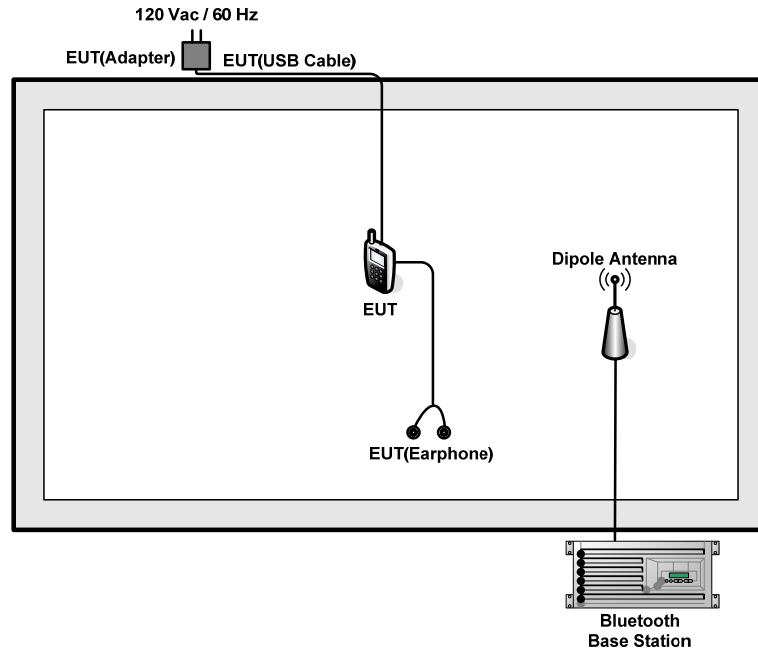 120 Vac / 60 Hz
EUT(Adapter)
EUT(USB Cable)
EUT
Dipole Antenna
EUT(Earphone)
Bluetooth
Base Station